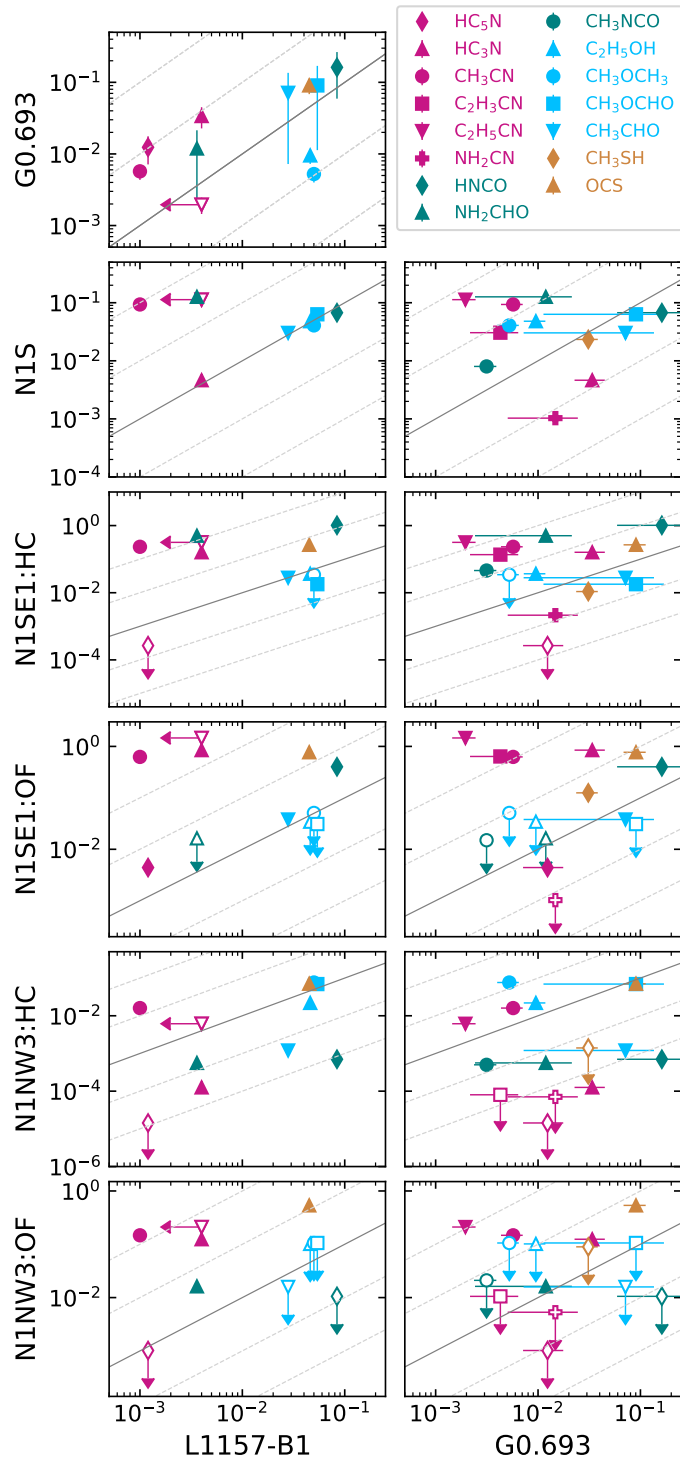 HC₅N
HC₃N
CH₃CN
C₂H₃CN
C₂H₅CN
NH₂CN
HNCO
NH₂CHO
CH₃NCO
C₂H₅OH
CH₃OCH₃
CH₃OCHO
CH₃CHO
CH₃SH
OCS
G0.693
10⁻¹
10⁻²
10⁻³
N1S
10⁻¹
10⁻²
10⁻³
10⁻⁴
N1SE1:HC
10⁰
10⁻²
10⁻⁴
N1SE1:OF
10⁰
10⁻²
N1NW3:HC
10⁻²
10⁻⁴
10⁻⁶
N1NW3:OF
10⁰
10⁻²
10⁻³ 10⁻² 10⁻¹
10⁻³ 10⁻² 10⁻¹
L1157-B1
G0.693